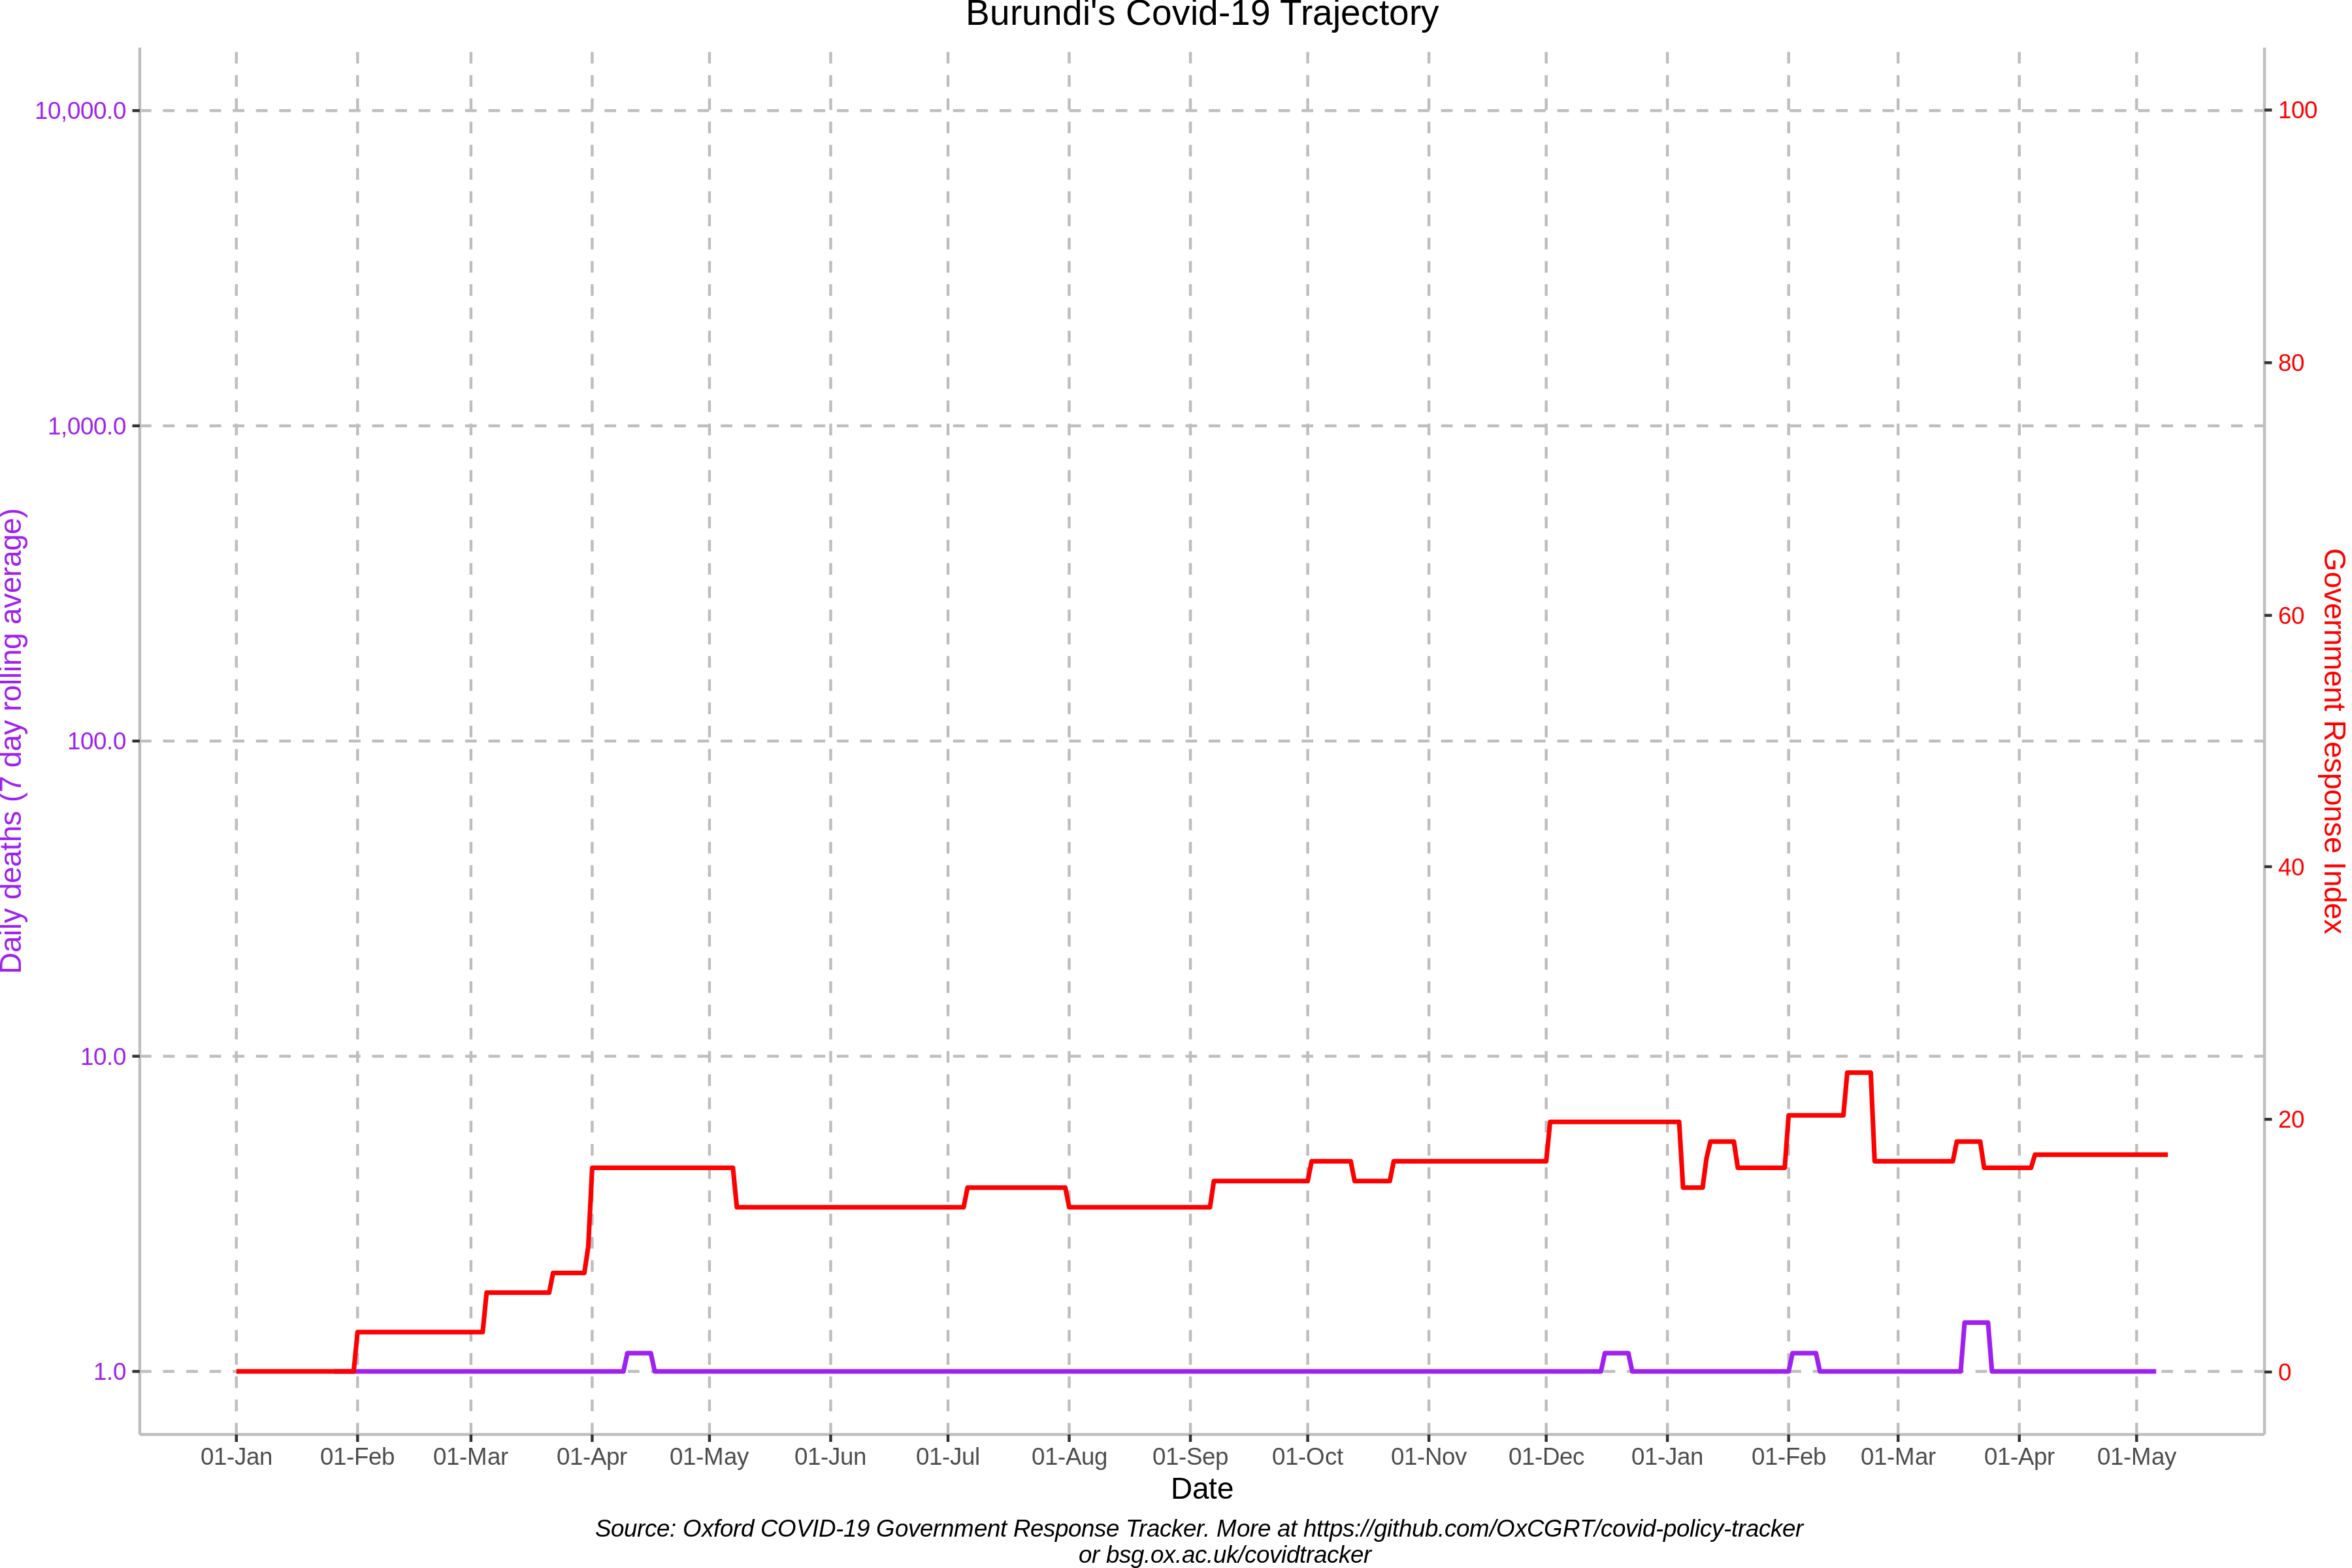 Burundi's Covid-19 Trajectory
10,000.0
1,000.0
100.0
10.0
1.0
Daily deaths (7 day rolling average)
100
80
60
40
20
0
Government Response Index
01-Jan 01-Feb 01-Mar 01-Apr 01-May 01-Jun 01-Jul 01-Aug 01-Sep 01-Oct 01-Nov 01-Dec 01-Jan 01-Feb 01-Mar 01-Apr 01-May
Date
Source: Oxford COVID-19 Government Response Tracker. More at https://github.com/OxCGRT/covid-policy-tracker
or bsg.ox.ac.uk/covidtracker